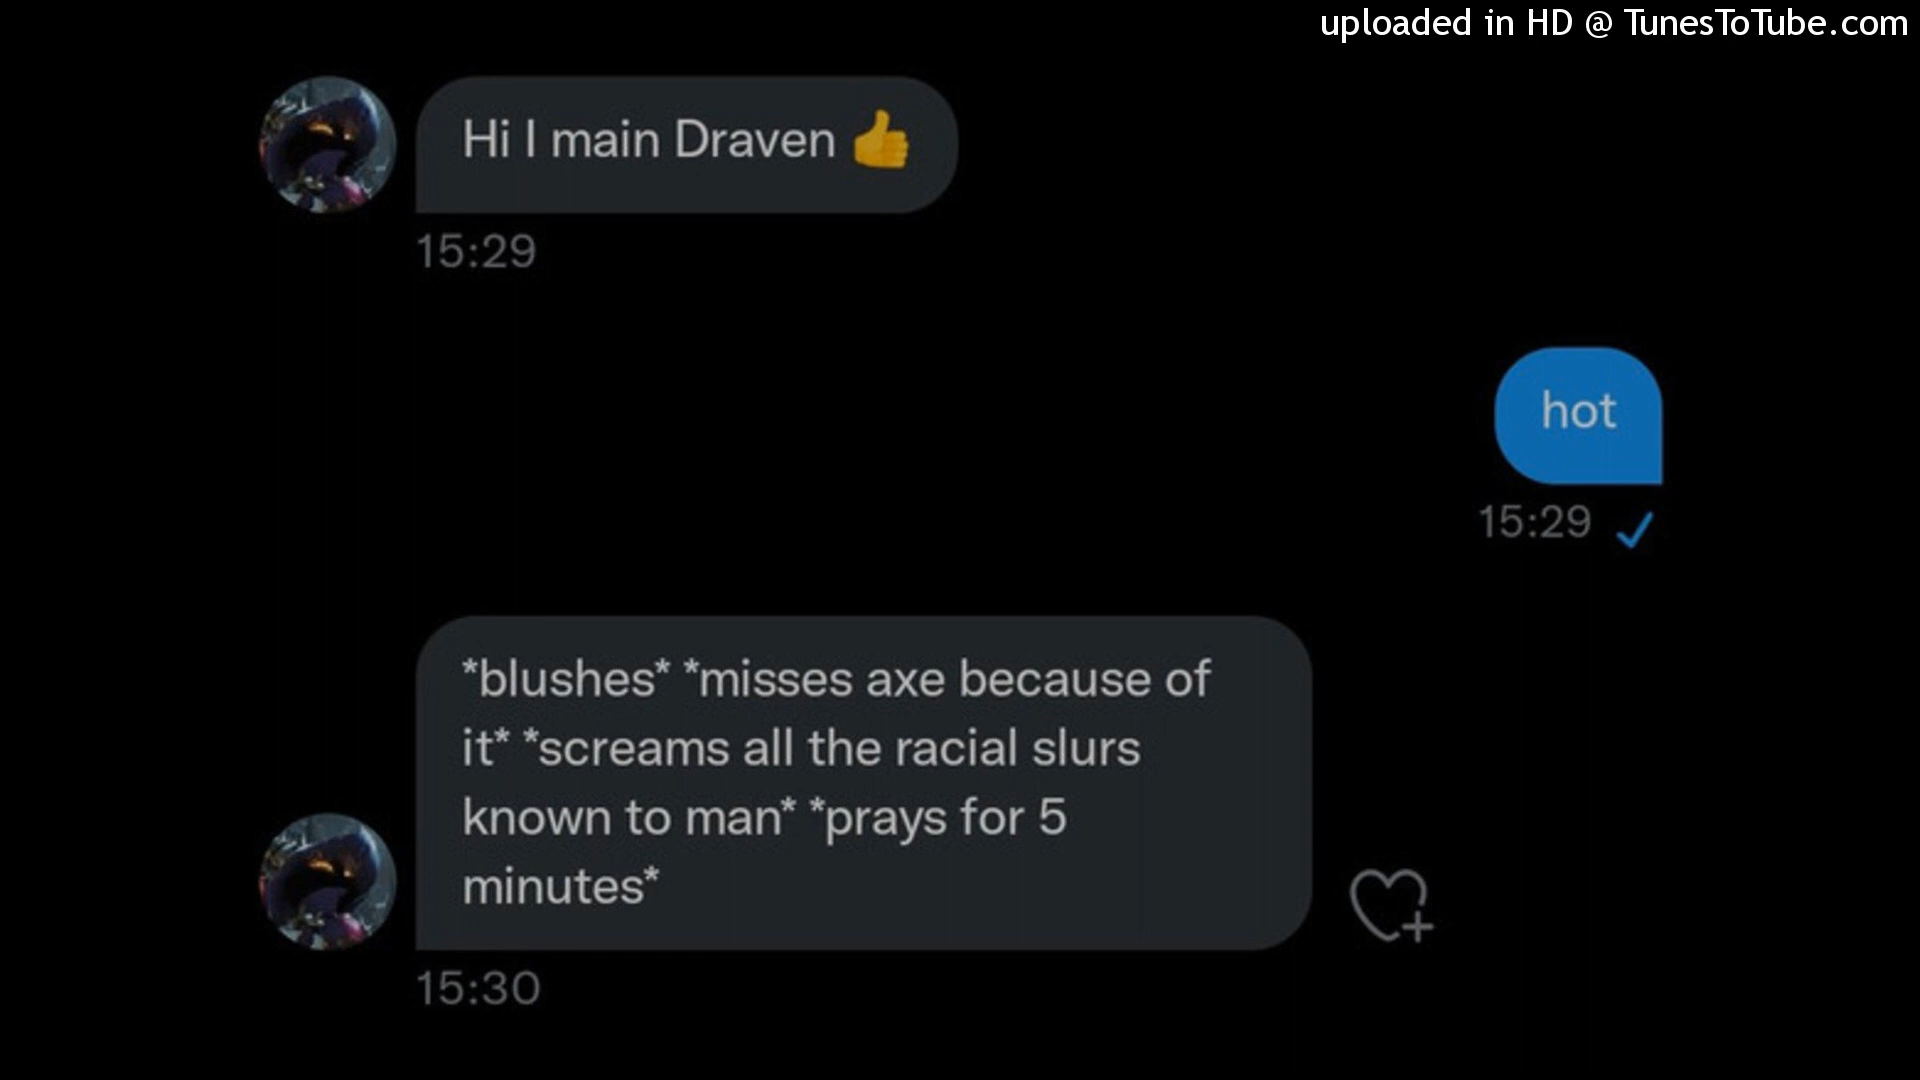 uploaded in HD @ TunesToTube.com
Hi I main Draven 👍
15:29
hot
15:29
*blushes* *misses axe because of
it* *screams all the racial slurs
known to man* *prays for 5
minutes*
15:30